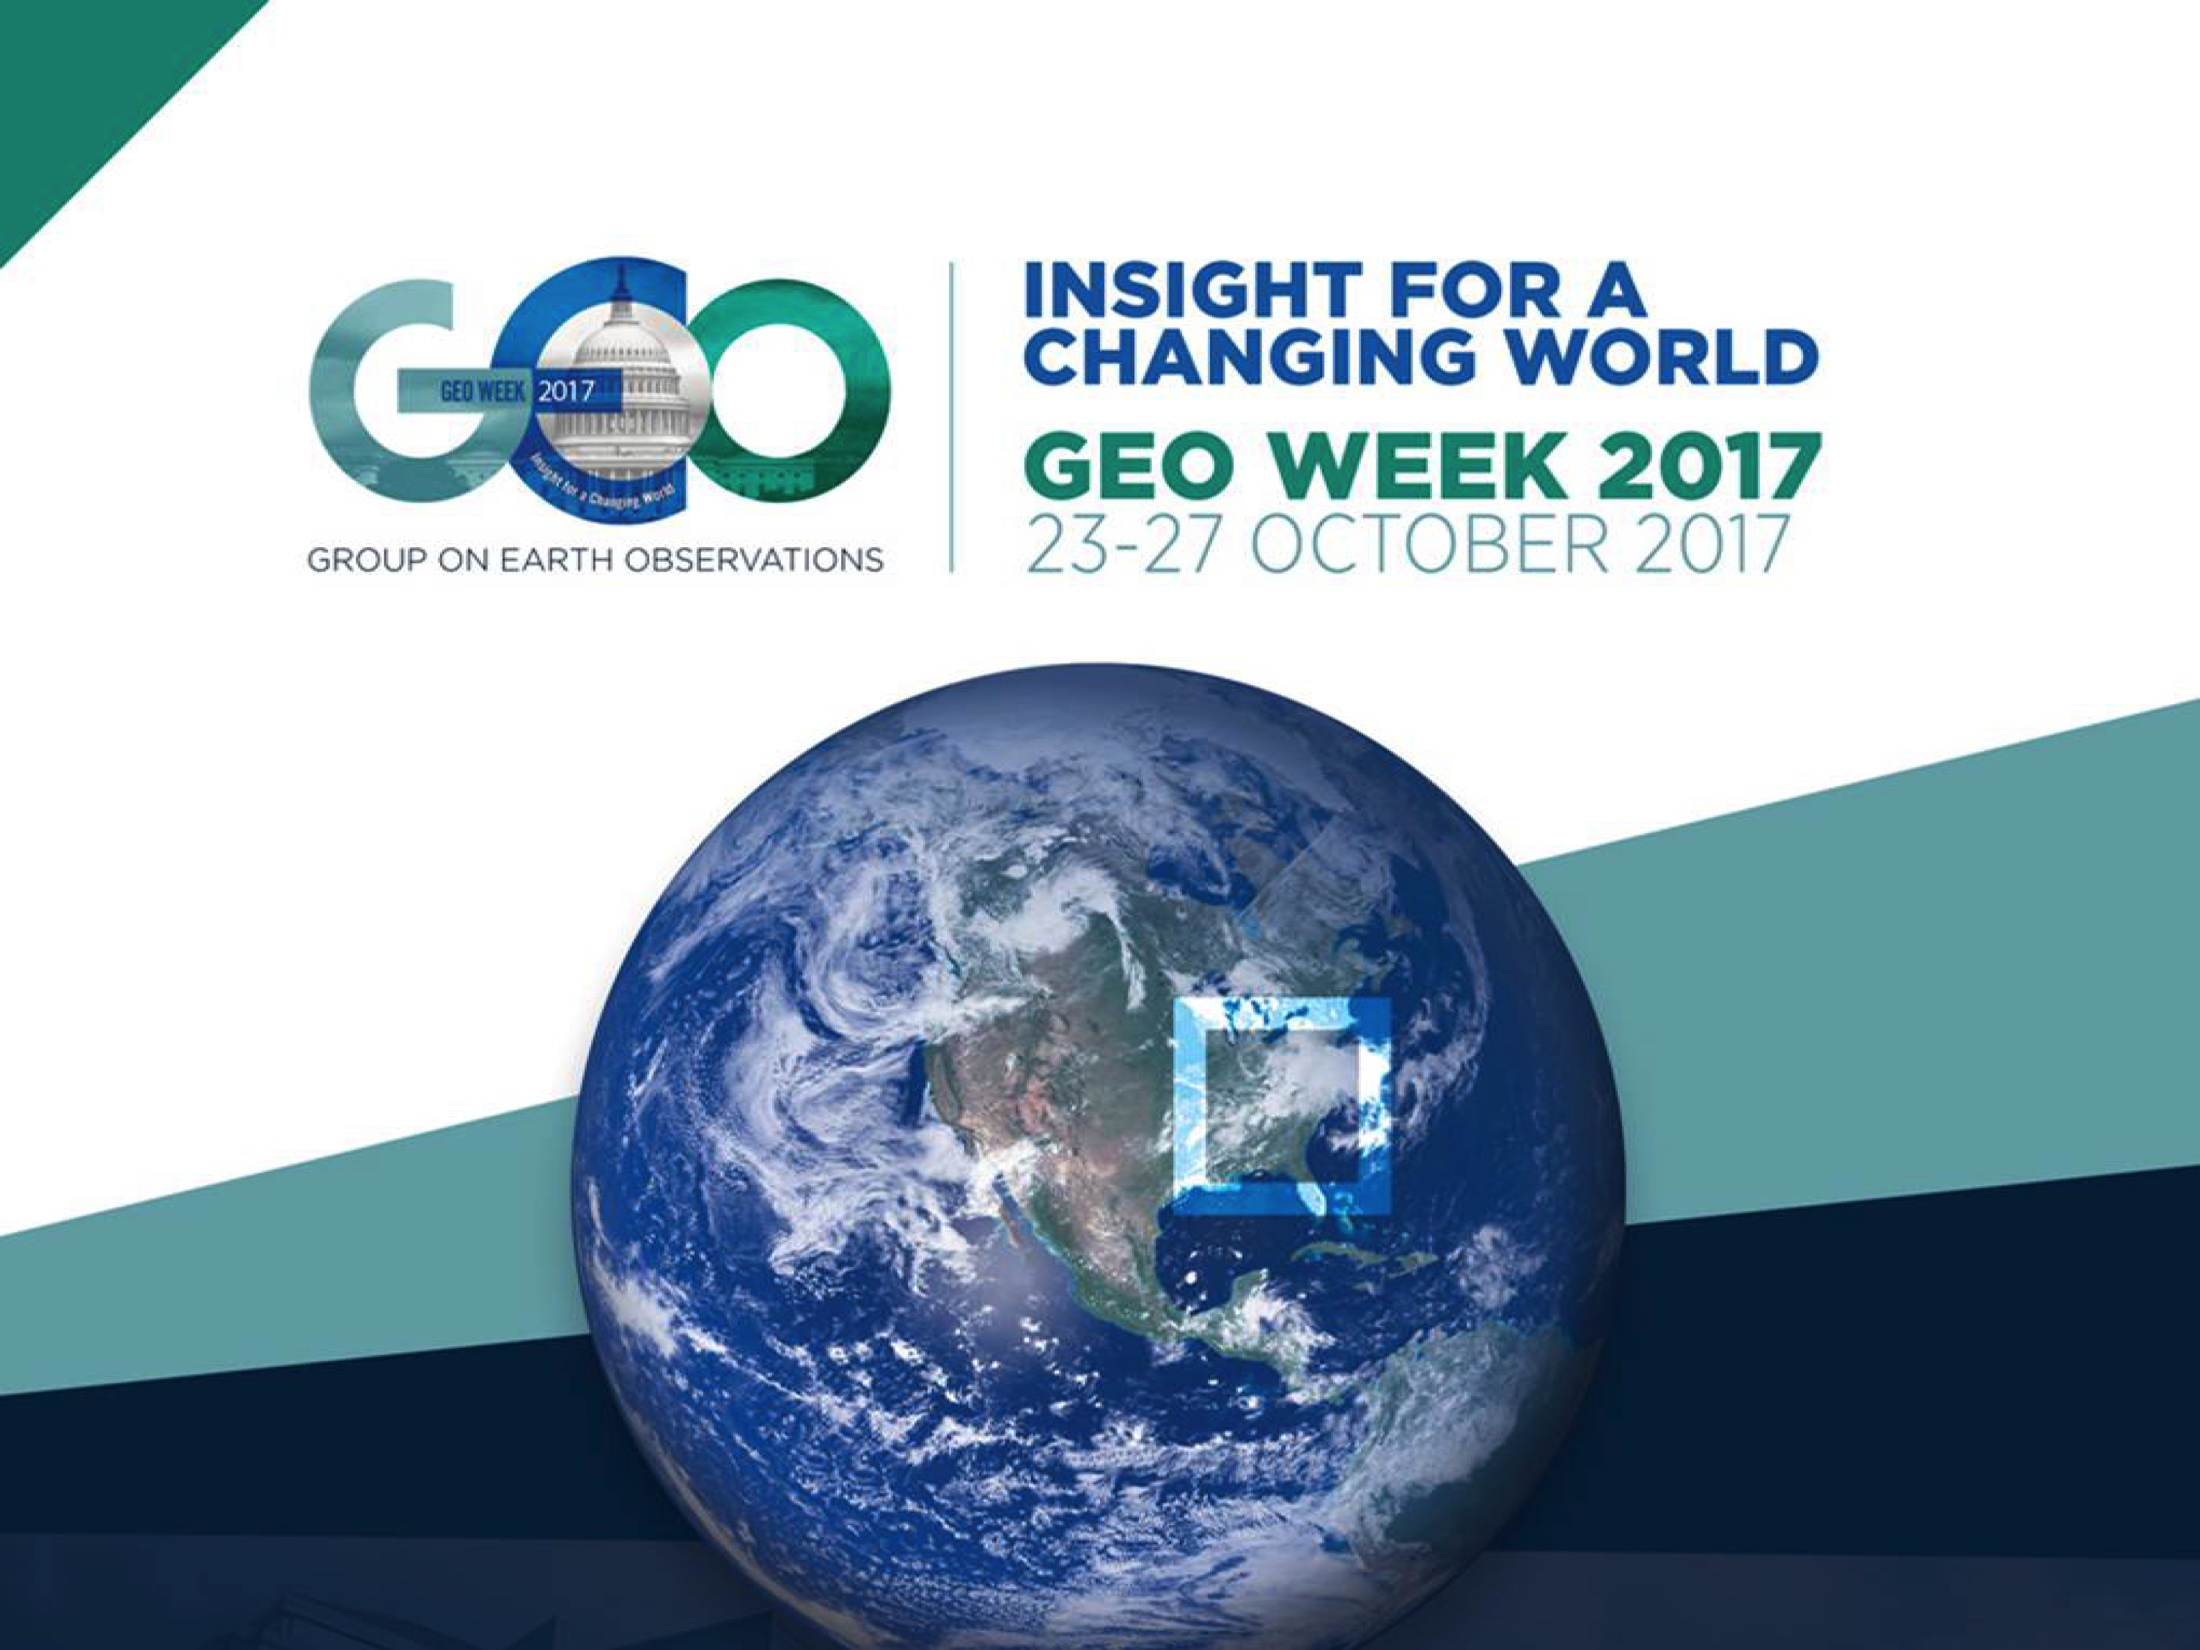 GEO
GEO WEEK 2017
Insight for a Changing World
GROUP ON EARTH OBSERVATIONS
INSIGHT FOR A
CHANGING WORLD
GEO WEEK 2017
23-27 OCTOBER 2017